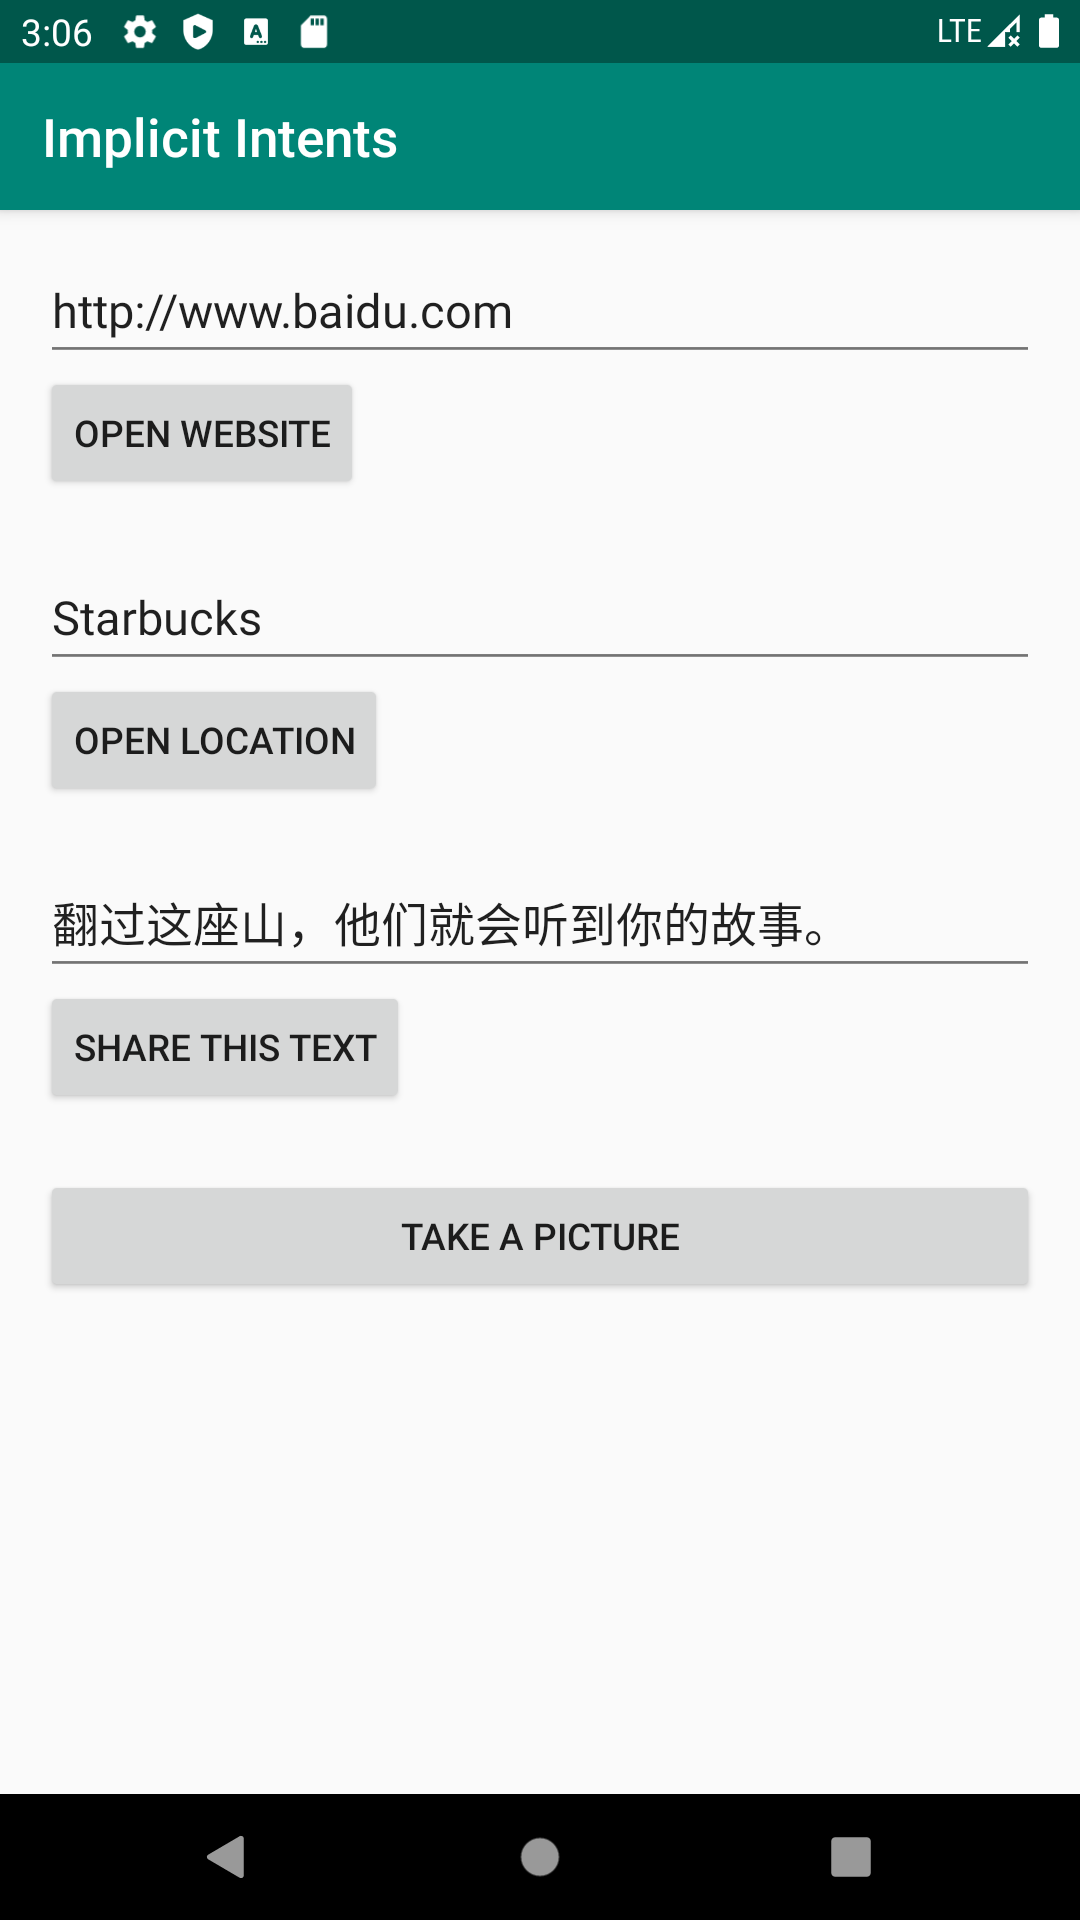 3:06 LTE
Implicit Intents
http://www.baidu.com
OPEN WEBSITE
Starbucks
OPEN LOCATION
翻过这座山，他们就会听到你的故事。
SHARE THIS TEXT
TAKE A PICTURE